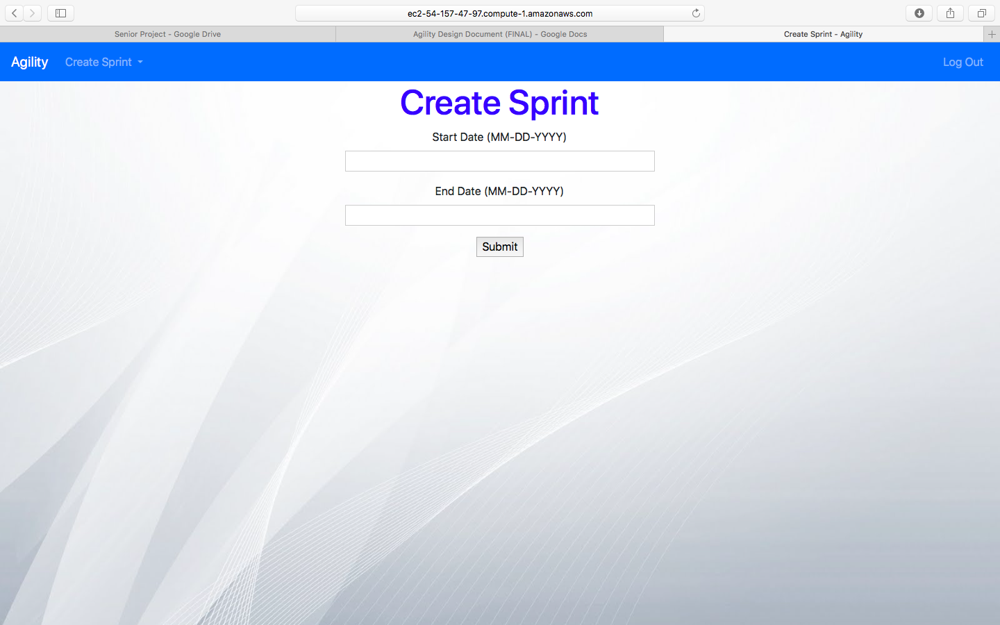 ec2-54-157-47-97.compute-1.amazonaws.com
Senior Project - Google Drive
Agility Design Document (FINAL) - Google Docs
Create Sprint - Agility
Agility
Create Sprint
Log Out
Create Sprint
Start Date (MM-DD-YYYY)
End Date (MM-DD-YYYY)
Submit